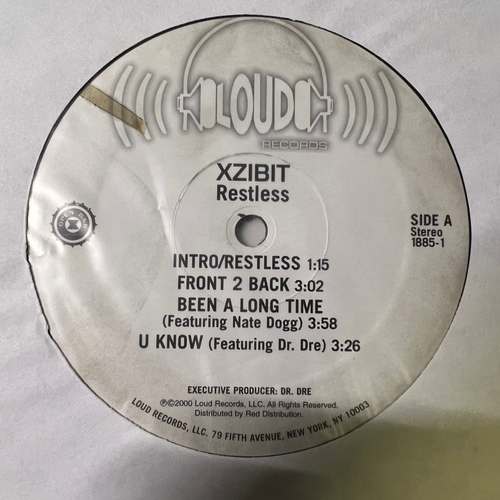 LOUD
RECORDS
XZIBIT
Restless
SIDE A
Stereo
1885-1
INTRO/RESTLESS 1:15
FRONT 2 BACK 3:02
BEEN A LONG TIME
(Featuring Nate Dogg) 3:58
U KNOW (Featuring Dr. Dre) 3:26
EXECUTIVE PRODUCER: DR. DRE
℗©2000 Loud Records, LLC. All Rights Reserved.
Distributed by Red Distribution.
LOUD RECORDS, LLC. 79 FIFTH AVENUE, NEW YORK, NY 10003